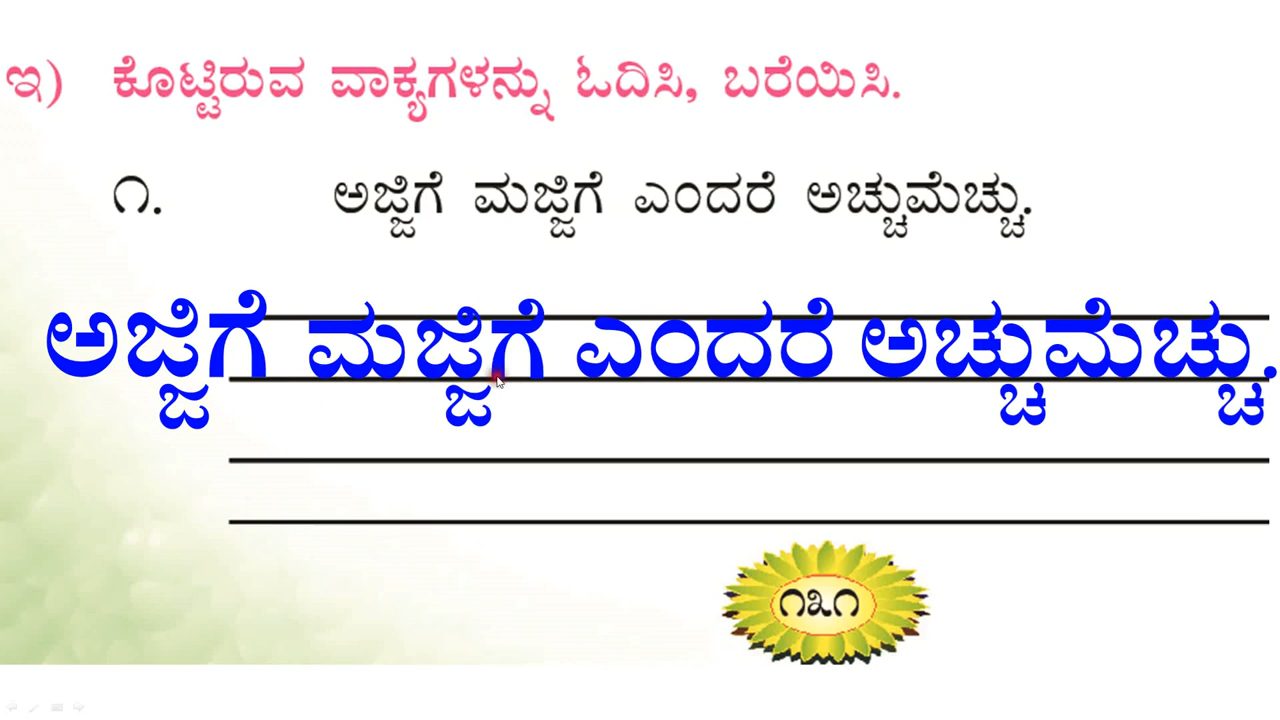 ಇ) ಕೊಟ್ಟಿರುವ ವಾಕ್ಯಗಳನ್ನು ಓದಿಸಿ, ಬರೆಯಿಸಿ.
೧. ಅಜ್ಜಿಗೆ ಮಜ್ಜಿಗೆ ಎಂದರೆ ಅಚ್ಚುಮೆಚ್ಚು.
ಅಜ್ಜಿಗೆ ಮಜ್ಜಿಗೆ ಎಂದರೆ ಅಚ್ಚುಮೆಚ್ಚು.
೧೩೧